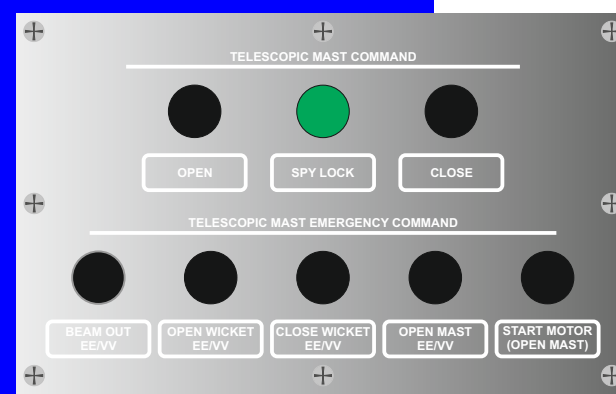 TELESCOPIC MAST COMMAND
OPEN
SPY LOCK
CLOSE
TELESCOPIC MAST EMERGENCY COMMAND
BEAM OUT
EE/VV
OPEN WICKET
EE/VV
CLOSE WICKET
EE/VV
OPEN MAST
EE/VV
START MOTOR
(OPEN MAST)